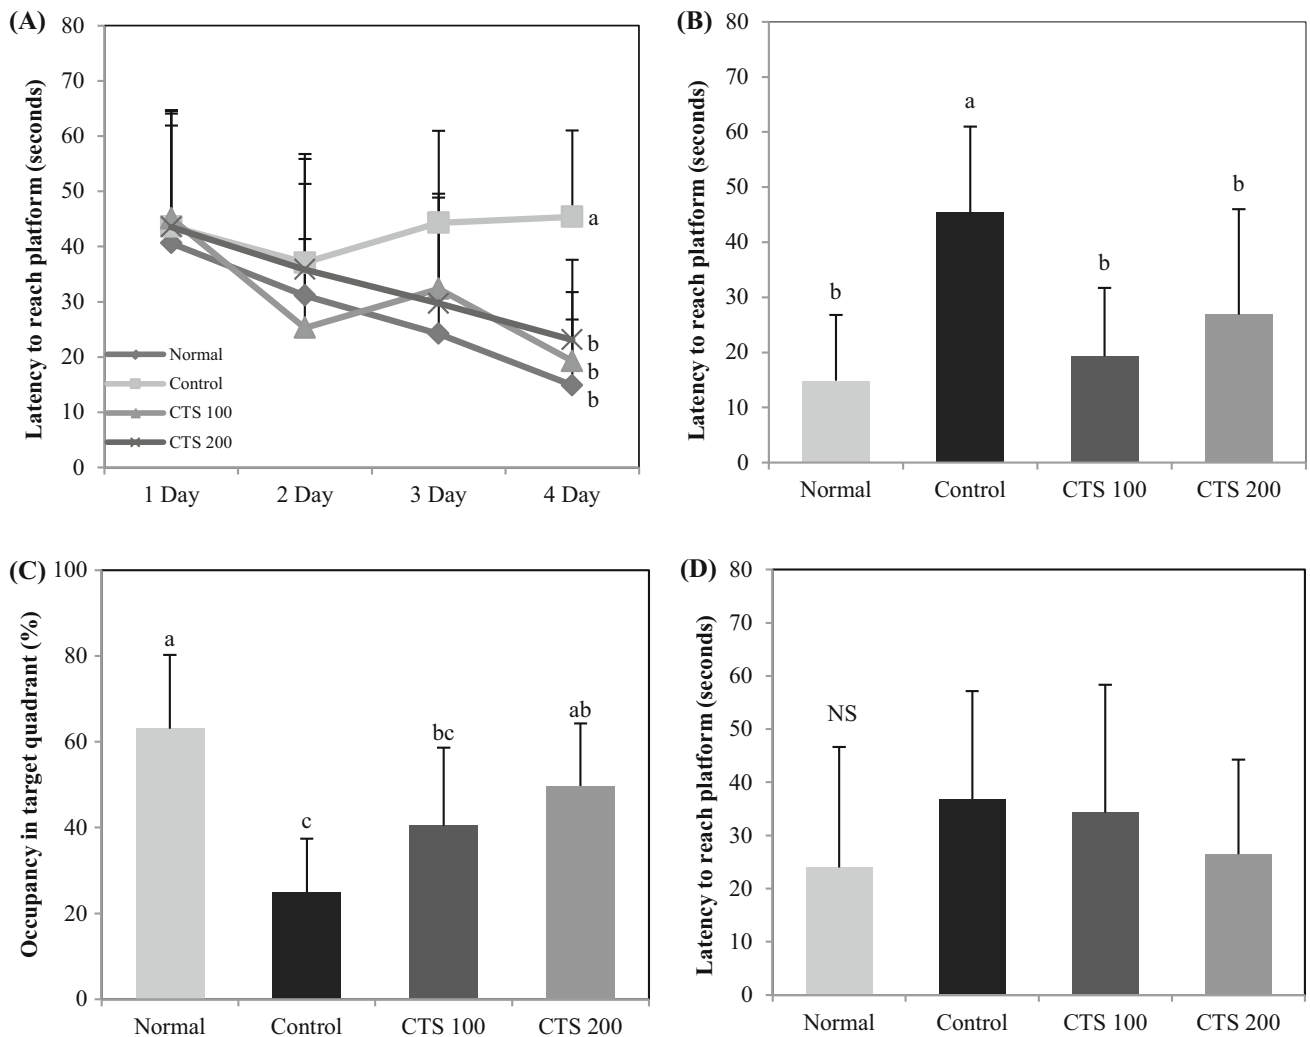 (A)
Latency to reach platform (seconds)
80
70
60
50
40
30
20
10
0
a
b
b
b
Normal
Control
CTS 100
CTS 200
1 Day 2 Day 3 Day 4 Day
(B)
Latency to reach platform (seconds)
80
70
60
50
40
30
20
10
0
b
a
b
b
Normal Control CTS 100 CTS 200
(C)
Occupancy in target quadrant (%)
100
80
60
40
20
0
a
c
bc
ab
Normal Control CTS 100 CTS 200
(D)
Latency to reach platform (seconds)
80
70
60
50
40
30
20
10
0
NS
Normal Control CTS 100 CTS 200